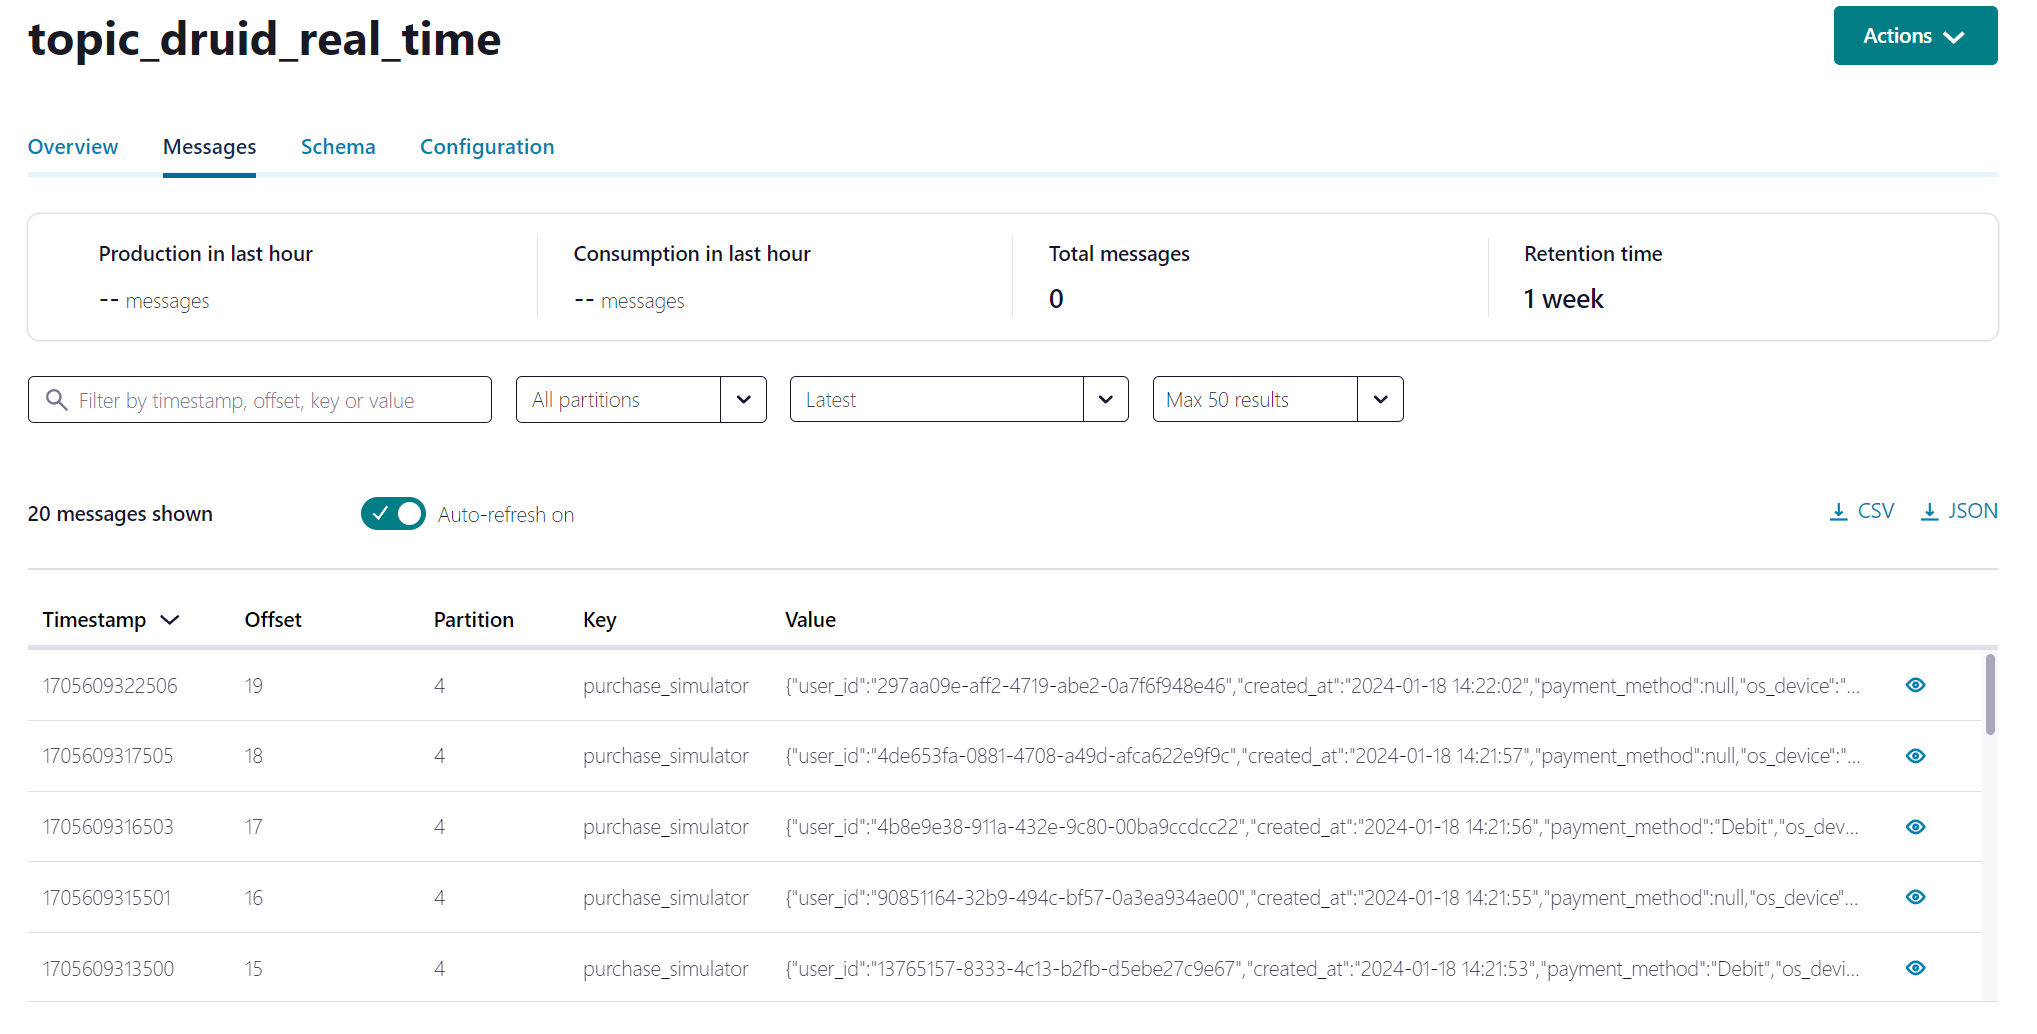 topic_druid_real_time
Actions
Overview Messages Schema Configuration
Production in last hour Consumption in last hour Total messages Retention time
-- messages -- messages 0 1 week
Filter by timestamp, offset, key or value All partitions Latest Max 50 results
20 messages shown Auto-refresh on CSV JSON
Timestamp Offset Partition Key Value
1705609322506 19 4 purchase_simulator {"user_id":"297aa09e-aff2-4719-abe2-0a7f6f948e46","created_at":"2024-01-18 14:22:02","payment_method":null,"os_device":"...
1705609317505 18 4 purchase_simulator {"user_id":"4de653fa-0881-4708-a49d-afca622e9f9c","created_at":"2024-01-18 14:21:57","payment_method":null,"os_device":"...
1705609316503 17 4 purchase_simulator {"user_id":"4b8e9e38-911a-432e-9c80-00ba9ccdcc22","created_at":"2024-01-18 14:21:56","payment_method":"Debit","os_dev...
1705609315501 16 4 purchase_simulator {"user_id":"90851164-32b9-494c-bf57-0a3ea934ae00","created_at":"2024-01-18 14:21:55","payment_method":null,"os_device"...
1705609313500 15 4 purchase_simulator {"user_id":"13765157-8333-4c13-b2fb-d5ebe27c9e67","created_at":"2024-01-18 14:21:53","payment_method":"Debit","os_devi...